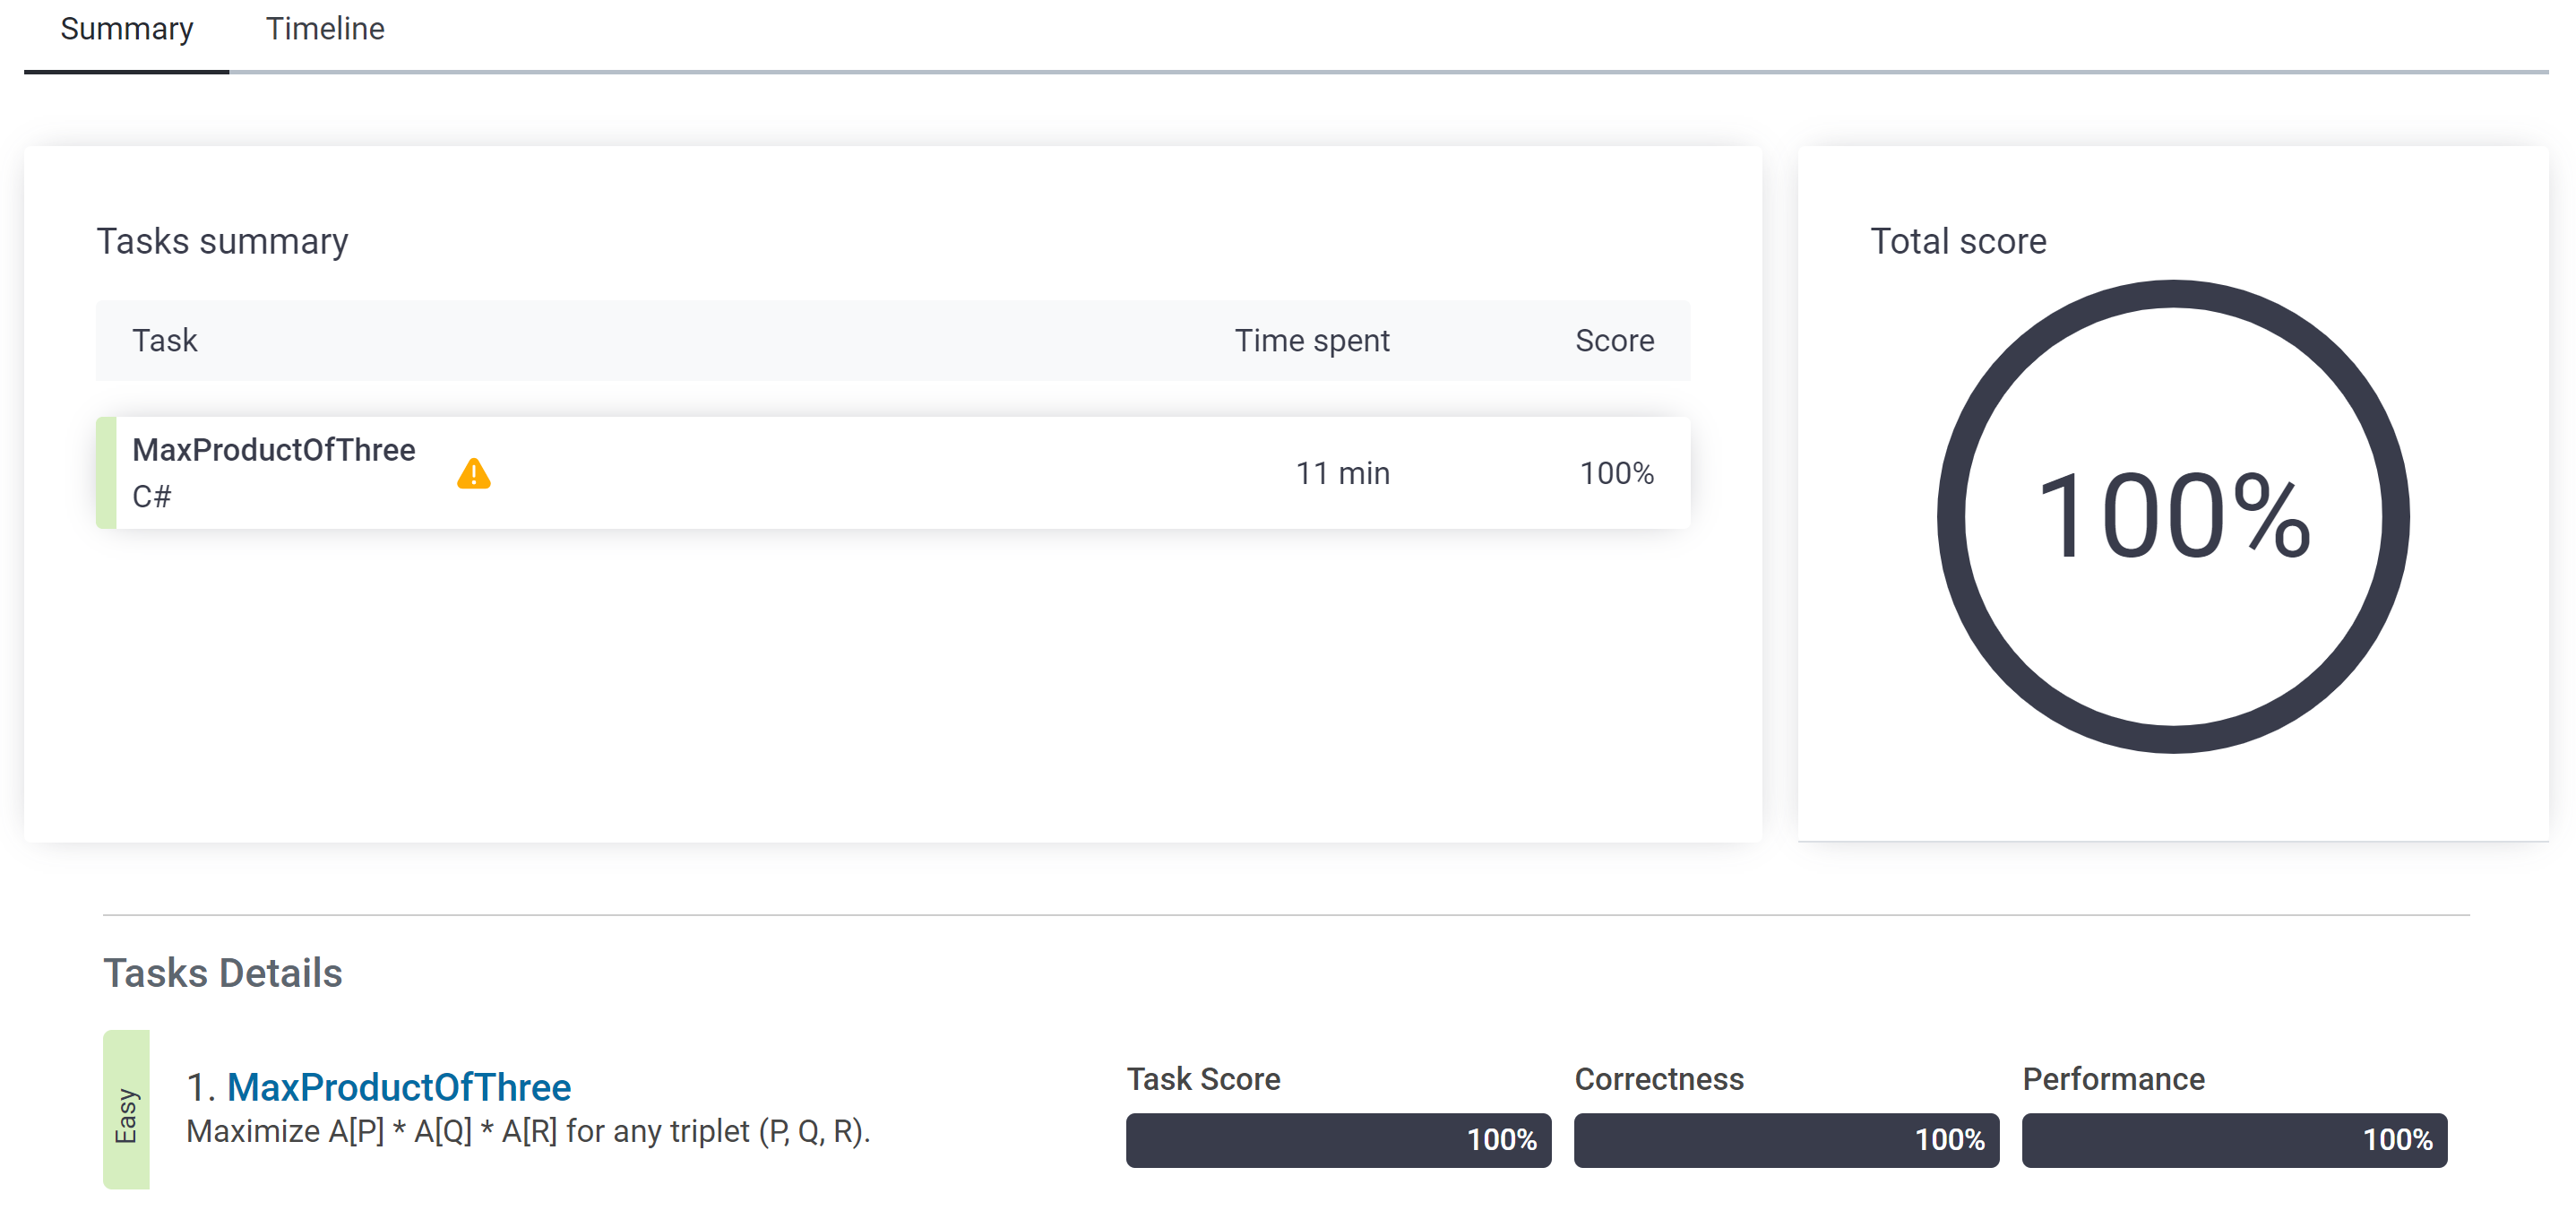 Summary Timeline
Tasks summary
Task Time spent Score
MaxProductOfThree
C#
11 min 100%
Total score
100%
Tasks Details
Easy
1. MaxProductOfThree
Maximize A[P] * A[Q] * A[R] for any triplet (P, Q, R).
Task Score Correctness Performance
100% 100% 100%